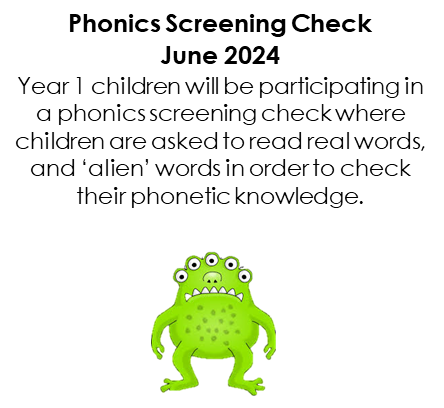 Phonics Screening Check
June 2024
Year 1 children will be participating in
a phonics screening check where
children are asked to read real words,
and ‘alien’ words in order to check
their phonetic knowledge.